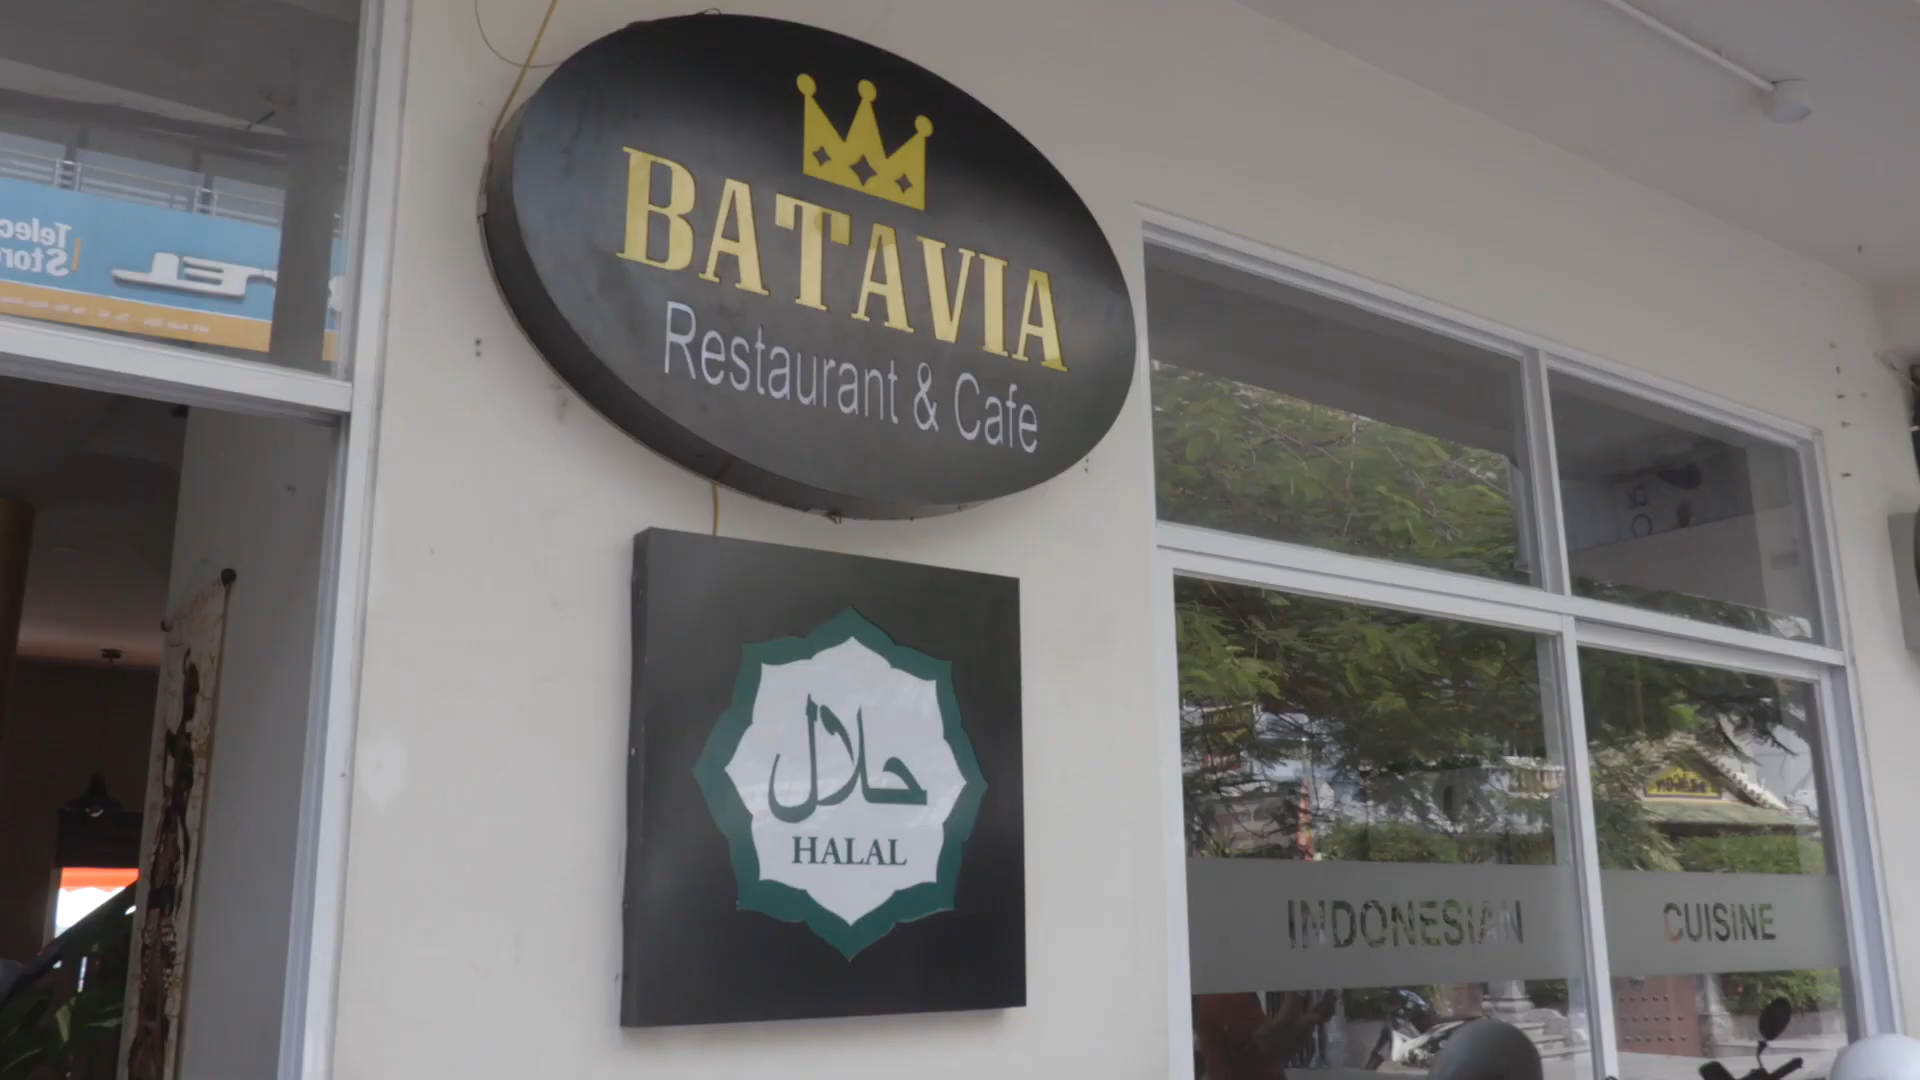 BATAVIA
Restaurant & Cafe
حلال
HALAL
INDONESIAN
CUISINE